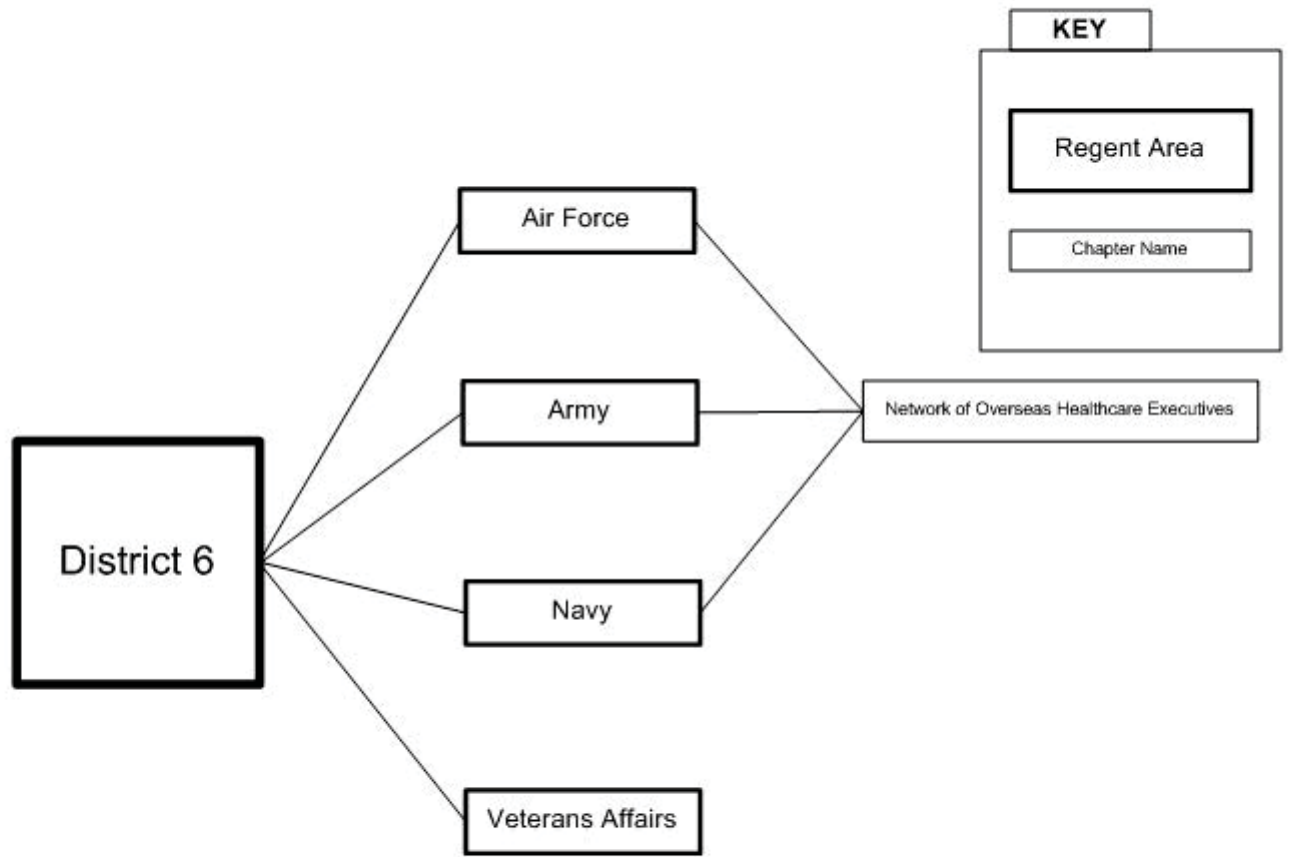 KEY
Regent Area
Chapter Name
Air Force
Army
Network of Overseas Healthcare Executives
District 6
Navy
Veterans Affairs